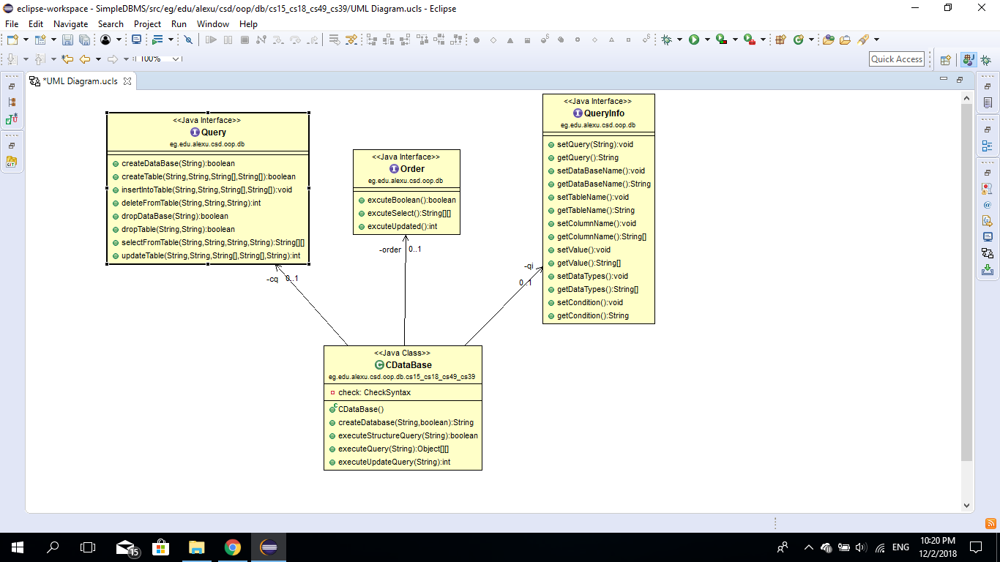 eclipse-workspace - SimpleDBMS/src/eg/edu/alexu/csd/oop/db/cs15_cs18_cs49_cs39/UML Diagram.ucls - Eclipse
File Edit Navigate Search Project Run Window Help
100%
Quick Access
*UML Diagram.ucls
<<Java Interface>>
Query
eg.edu.alexu.csd.oop.db
createDataBase(String):boolean
createTable(String,String,String[],String[]):boolean
insertIntoTable(String,String,String[],String[]):void
deleteFromTable(String,String,String):int
dropDataBase(String):boolean
dropTable(String,String):boolean
selectFromTable(String,String,String,String):String[][]
updateTable(String,String,String[],String[],String):int
-cq 0..1
<<Java Interface>>
Order
eg.edu.alexu.csd.oop.db
excuteBoolean():boolean
excuteSelect():String[][]
excuteUpdated():int
-order 0..1
<<Java Interface>>
QueryInfo
eg.edu.alexu.csd.oop.db
setQuery(String):void
getQuery():String
setDataBaseName():void
getDataBaseName():String
setTableName():void
getTableName():String
setColumnName():void
getColumnName():String[]
setValue():void
getValue():String[]
setDataTypes():void
getDataTypes():String[]
setCondition():void
getCondition():String
-qi
0..1
<<Java Class>>
CDataBase
eg.edu.alexu.csd.oop.db.cs15_cs18_cs49_cs39
check: CheckSyntax
CDataBase()
createDatabase(String,boolean):String
executeStructureQuery(String):boolean
executeQuery(String):Object[][]
executeUpdateQuery(String):int
15
ENG
10:20 PM
12/2/2018